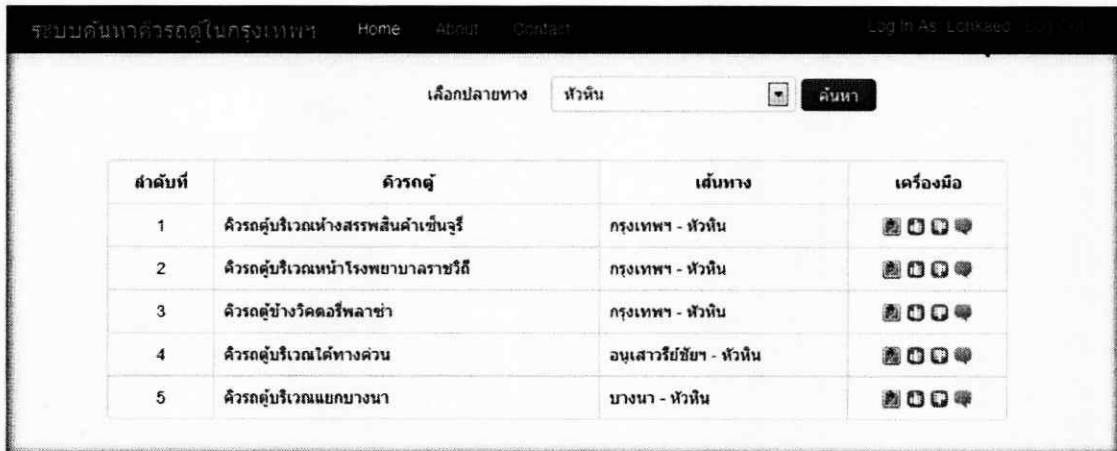 ระบบค้นหาคิวรถตู้ในกรุงเทพฯ Home About Contact Log In As Lonkaed Log Out
เลือกปลายทาง หัวหิน ค้นหา
ลำดับที่ คิวรถตู้ เส้นทาง เครื่องมือ
1 คิวรถตู้บริเวณห้างสรรพสินค้าเซ็นจูรี่ กรุงเทพฯ - หัวหิน
2 คิวรถตู้บริเวณหน้าโรงพยาบาลราชวิถี กรุงเทพฯ - หัวหิน
3 คิวรถตู้ข้างวิคตอรี่พลาซ่า กรุงเทพฯ - หัวหิน
4 คิวรถตู้บริเวณใต้ทางด่วน อนุเสาวรีย์ชัยฯ - หัวหิน
5 คิวรถตู้บริเวณแยกบางนา บางนา - หัวหิน